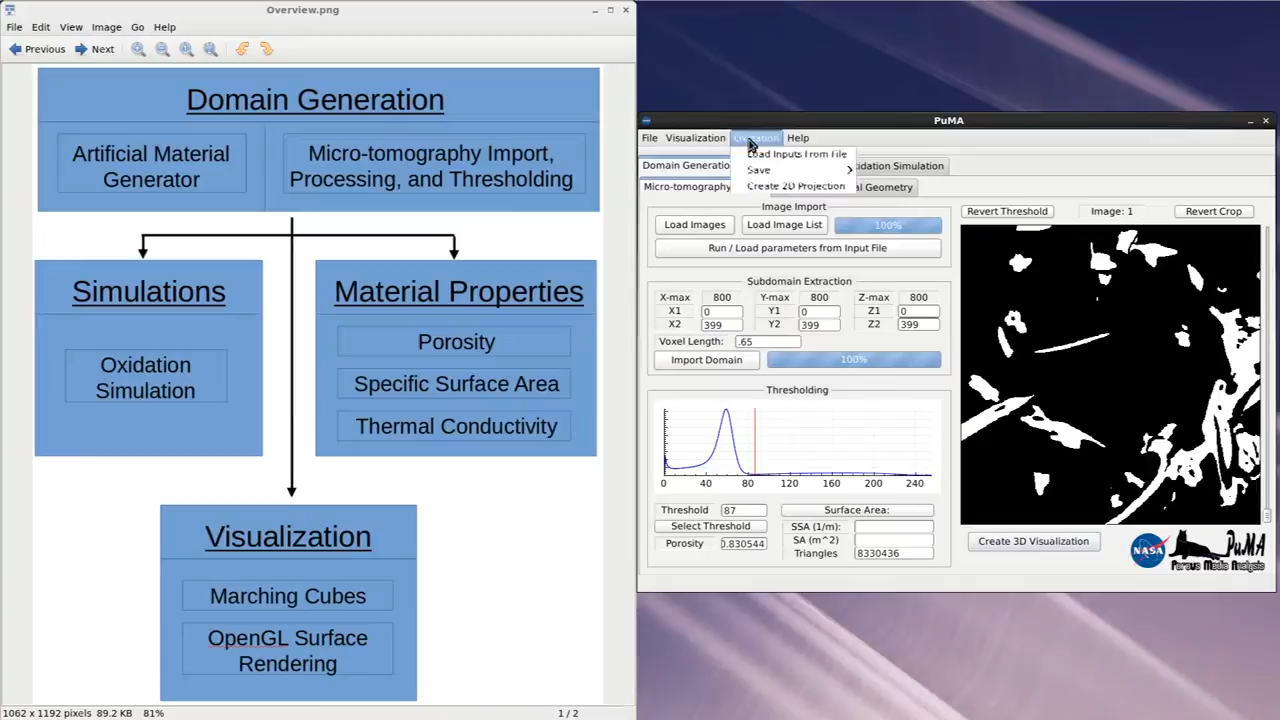 Overview.png
File Edit View Image Go Help
Previous Next
Domain Generation
Artificial Material
Generator
Micro-tomography Import,
Processing, and Thresholding
Simulations
Oxidation
Simulation
Material Properties
Porosity
Specific Surface Area
Thermal Conductivity
Visualization
Marching Cubes
OpenGL Surface
Rendering
1062 x 1192 pixels 89.2 KB 81% 1 / 2
PuMA
File Visualization Help
Load Inputs From File
Save
Create 2D Projection
Domain Generatio
xidation Simulation
Micro-tomography
al Geometry
Image Import
Load Images Load Image List 100%
Run / Load parameters from Input File
Subdomain Extraction
X-max 800 Y-max 800 Z-max 800
X1 0 Y1 0 Z1 0
X2 399 Y2 399 Z2 399
Voxel Length: .65
Import Domain 100%
Thresholding
0 40 80 120 160 200 240
Threshold 87 Surface Area:
Select Threshold SSA (1/m):
Porosity 0.830544 SA (m^2)
Triangles 8330436
Revert Threshold Image: 1 Revert Crop
Create 3D Visualization
NASA
PuMA
Porous Media Analysis